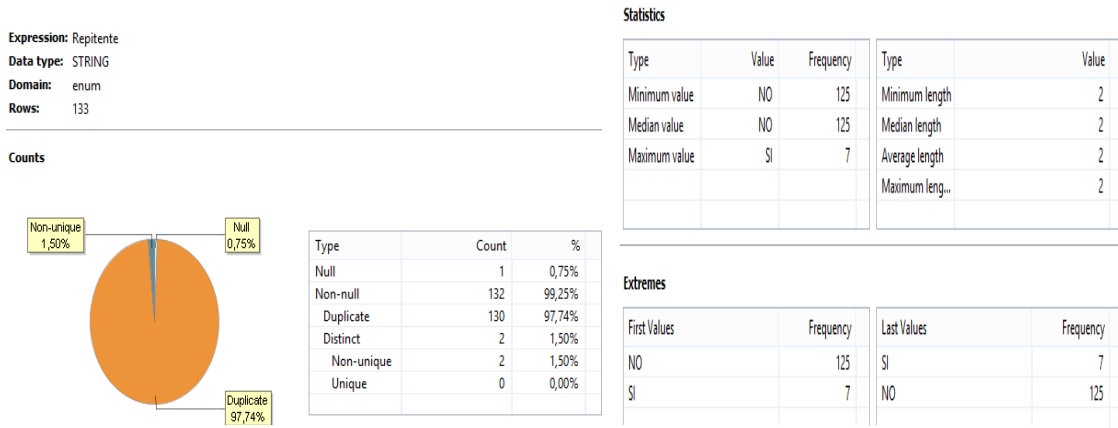 Expression: Repitente
Data type: STRING
Domain: enum
Rows: 133
Counts
Non-unique
1,50%
Null
0,75%
Duplicate
97,74%
Type Count %
Null 1 0,75%
Non-null 132 99,25%
Duplicate 130 97,74%
Distinct 2 1,50%
Non-unique 2 1,50%
Unique 0 0,00%
Statistics
Type Value Frequency
Minimum value NO 125
Median value NO 125
Maximum value SI 7
Type Value
Minimum length 2
Median length 2
Average length 2
Maximum leng... 2
Extremes
First Values Frequency
NO 125
SI 7
Last Values Frequency
SI 7
NO 125